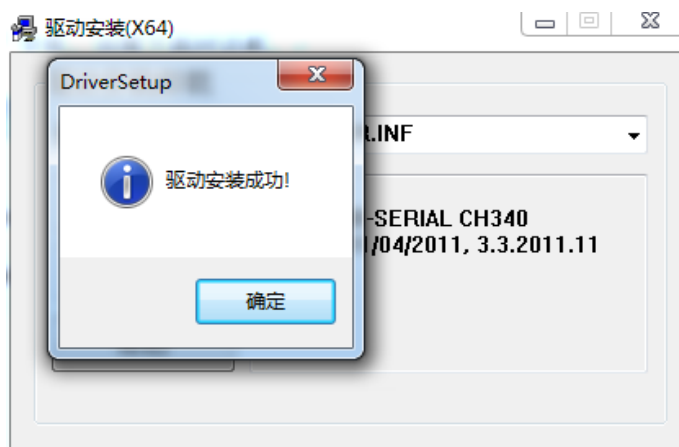 驱动安装(X64)
DriverSetup
.INF
驱动安装成功!
-SERIAL CH340
/04/2011, 3.3.2011.11
确定